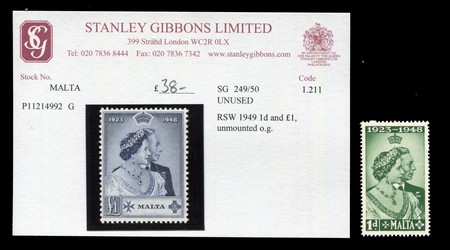 STANLEY GIBBONS LIMITED
399 Strand London WC2R 0LX
Tel: 020 7836 8444 Fax: 020 7836 7342 www.stanleygibbons.com
Stock No. Code
MALTA £38- SG 249/50 1.211
UNUSED
P11214992 G
RSW 1949 1d and £1,
unmounted o.g.
1923 1948
£1 MALTA
1923-1948
1d MALTA